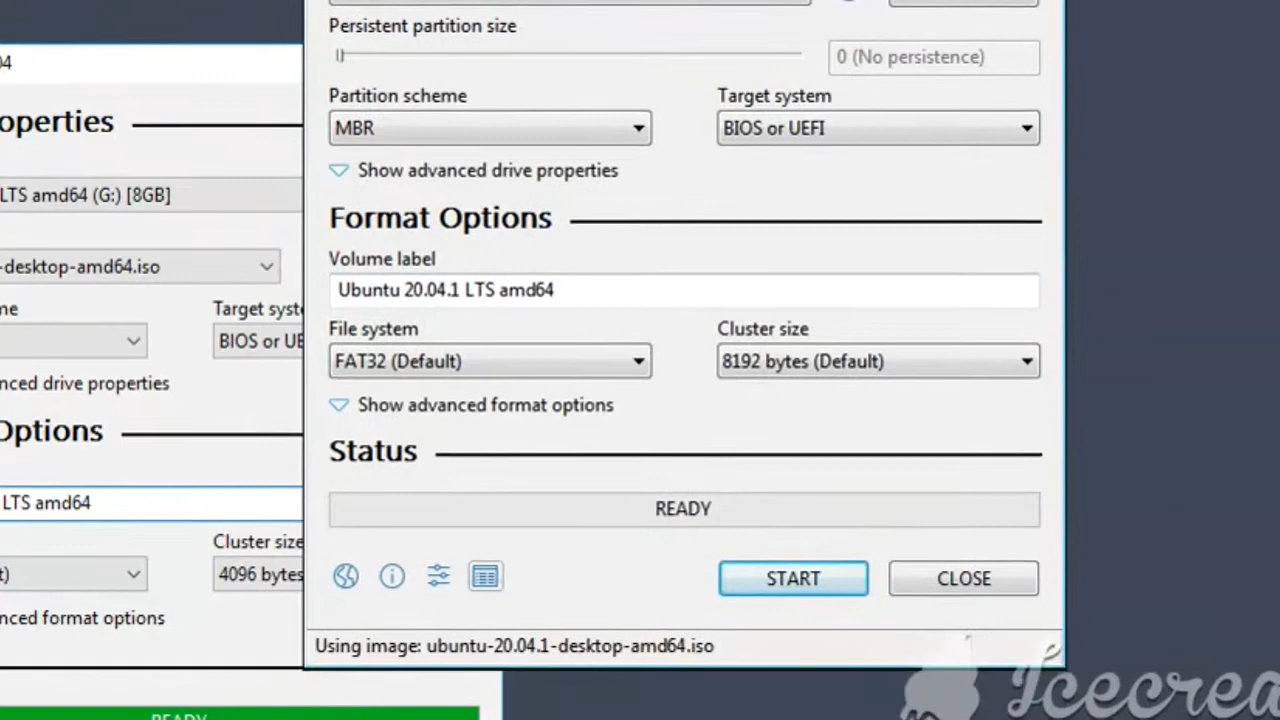 Persistent partition size
0 (No persistence)
Partition scheme
Target system
MBR
BIOS or UEFI
Show advanced drive properties
Format Options
Volume label
Ubuntu 20.04.1 LTS amd64
File system
Cluster size
FAT32 (Default)
8192 bytes (Default)
Show advanced format options
Status
READY
START
CLOSE
Using image: ubuntu-20.04.1-desktop-amd64.iso
04
operties
LTS amd64 (G:) [8GB]
-desktop-amd64.iso
me
Target syste
BIOS or UE
nced drive properties
Options
LTS amd64
Cluster size
t)
4096 bytes
nced format options
READY
Icecrea